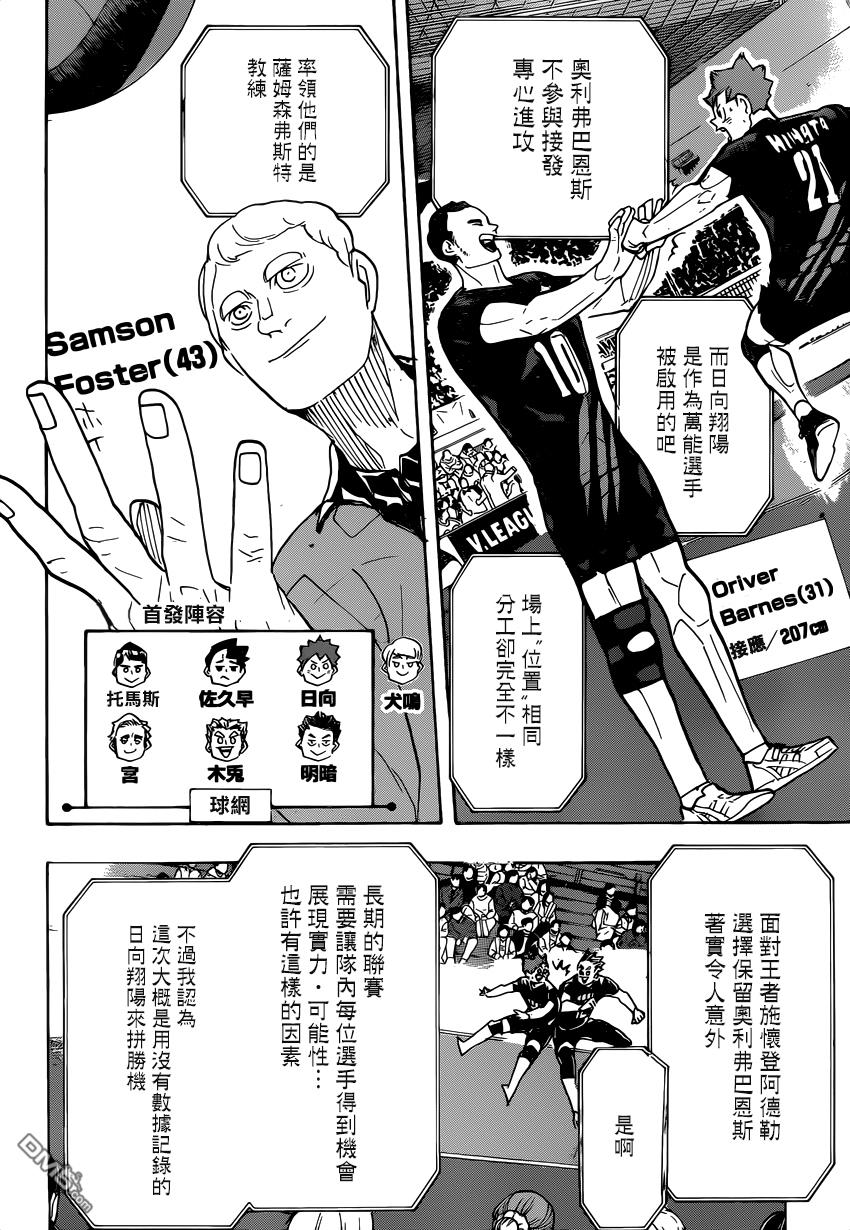 奧利弗巴恩斯
不參與接發
專心進攻
HINATA
21
10
而日向翔陽
是作為萬能選手
被啟用的吧
V.LEAGU
Oriver
Barnes(31)
接應／207cm
場上"位置"相同
分工卻完全不一樣
率領他們的是
薩姆森弗斯特
教練
Samson
Foster(43)
首發陣容
托馬斯
佐久早
日向
犬鳴
宮
木兎
明暗
球網
面對王者施懷登阿德勒
選擇保留奧利弗巴恩斯
著實令人意外
是啊
長期的聯賽
需要讓隊內每位選手得到機會
展現實力・可能性…
也許有這樣的因素
不過我認為
這次大概是用沒有數據記錄的
日向翔陽來拼勝機